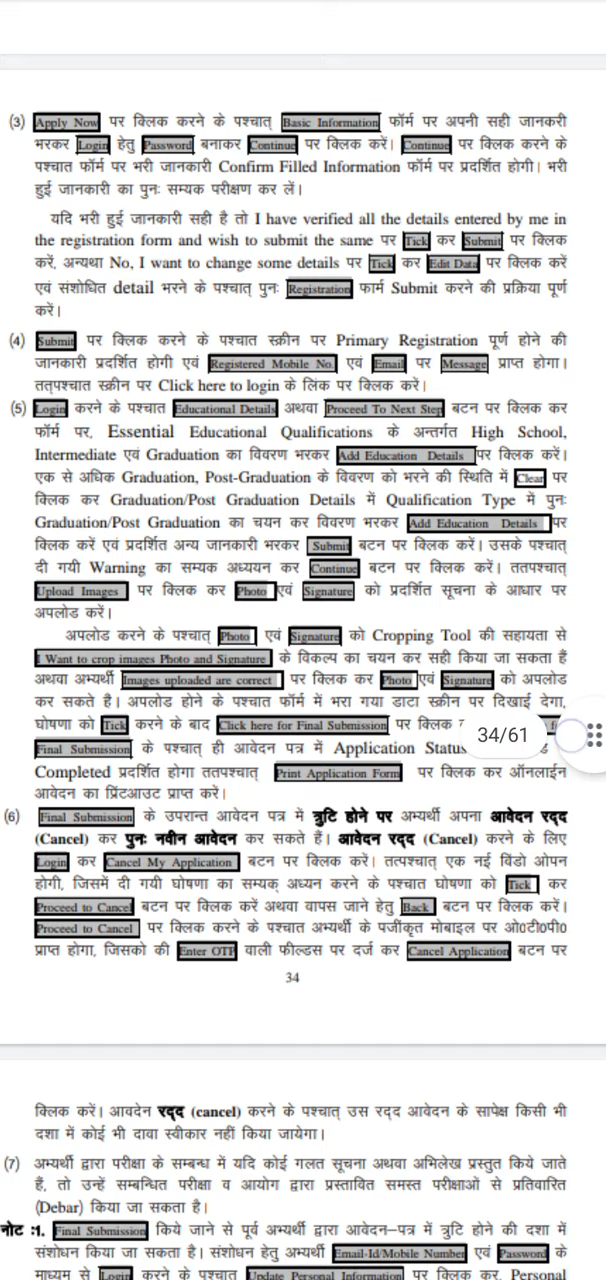 (3) Apply Now पर क्लिक करने के पश्चात् Basic Information फॉर्म पर अपनी सही जानकरी
भरकर Login हेतु Password बनाकर Continue पर क्लिक करें। Continue पर क्लिक करने के
पश्चात फॉर्म पर भरी जानकारी Confirm Filled Information फॉर्म पर प्रदर्शित होगी। भरी
हुई जानकारी का पुनः सम्यक परीक्षण कर लें।
यदि भरी हुई जानकारी सही है तो I have verified all the details entered by me in
the registration form and wish to submit the same पर Tick कर Submit पर क्लिक
करें, अन्यथा No, I want to change some details पर Tick कर Edit Data पर क्लिक करें
एवं संशोधित detail भरने के पश्चात् पुनः Registration फार्म Submit करने की प्रक्रिया पूर्ण
करें।
(4) Submit पर क्लिक करने के पश्चात स्क्रीन पर Primary Registration पूर्ण होने की
जानकारी प्रदर्शित होगी एवं Registered Mobile No. एवं Email पर Message प्राप्त होगा।
तत्पश्चात स्क्रीन पर Click here to login के लिंक पर क्लिक करें।
(5) Login करने के पश्चात Educational Details अथवा Proceed To Next Step बटन पर क्लिक कर
फॉर्म पर, Essential Educational Qualifications के अन्तर्गत High School,
Intermediate एवं Graduation का विवरण भरकर Add Education Details पर क्लिक करें।
एक से अधिक Graduation, Post-Graduation के विवरण को भरने की स्थिति में Clear पर
क्लिक कर Graduation/Post Graduation Details में Qualification Type में पुनः
Graduation/Post Graduation का चयन कर विवरण भरकर Add Education Details पर
क्लिक करें एवं प्रदर्शित अन्य जानकारी भरकर Submit बटन पर क्लिक करें। उसके पश्चात्
दी गयी Warning का सम्यक अध्ययन कर Continue बटन पर क्लिक करें। ततपश्चात्
Upload Images पर क्लिक कर Photo एवं Signature को प्रदर्शित सूचना के आधार पर
अपलोड करें।
अपलोड करने के पश्चात् Photo एवं Signature को Cropping Tool की सहायता से
I Want to crop images Photo and Signature के विकल्प का चयन कर सही किया जा सकता हैं
अथवा अभ्यर्थी Images uploaded are correct पर क्लिक कर Photo एवं Signature को अपलोड
कर सकते है। अपलोड होने के पश्चात फॉर्म में भरा गया डाटा स्क्रीन पर दिखाई देगा,
घोषणा को Tick करने के बाद Click here for Final Submission पर क्लिक
34/61
Final Submission के पश्चात् ही आवेदन पत्र में Application Status
Completed प्रदर्शित होगा ततपश्चात् Print Application Form पर क्लिक कर ऑनलाईन
आवेदन का प्रिंटआउट प्राप्त करें।
(6) Final Submission के उपरान्त आवेदन पत्र में त्रुटि होने पर अभ्यर्थी अपना आवेदन रद्द
(Cancel) कर पुनः नवीन आवेदन कर सकते हैं। आवेदन रद्द (Cancel) करने के लिए
Login कर Cancel My Application बटन पर क्लिक करें। तत्पश्चात् एक नई विंडो ओपन
होगी, जिसमें दी गयी घोषणा का सम्यक् अध्यन करने के पश्चात घोषणा को Tick कर
Proceed to Cancel बटन पर क्लिक करें अथवा वापस जाने हेतु Back बटन पर क्लिक करें।
Proceed to Cancel पर क्लिक करने के पश्चात अभ्यर्थी के पजींकृत मोबाइल पर ओ0टी0पी0
प्राप्त होगा, जिसको की Enter OTP वाली फील्डस पर दर्ज कर Cancel Application बटन पर
34
क्लिक करें। आवदेन रद्द (cancel) करने के पश्चात् उस रदद आवेदन के सापेक्ष किसी भी
दशा में कोई भी दावा स्वीकार नहीं किया जायेगा।
(7) अभ्यर्थी द्वारा परीक्षा के सम्बन्ध में यदि कोई गलत सूचना अथवा अभिलेख प्रस्तुत किये जाते
हैं, तो उन्हें सम्बन्धित परीक्षा व आयोग द्वारा प्रस्तावित समस्त परीक्षाओं से प्रतिवारित
(Debar) किया जा सकता है।
नोट :1. Final Submission किये जाने से पूर्व अभ्यर्थी द्वारा आवेदन–पत्र में त्रुटि होने की दशा में
संशोधन किया जा सकता है। संशोधन हेतु अभ्यर्थी Email-Id/Mobile Number एवं Password के
माध्यम से Login करने के पश्चात Update Personal Information पर क्लिक कर, Personal